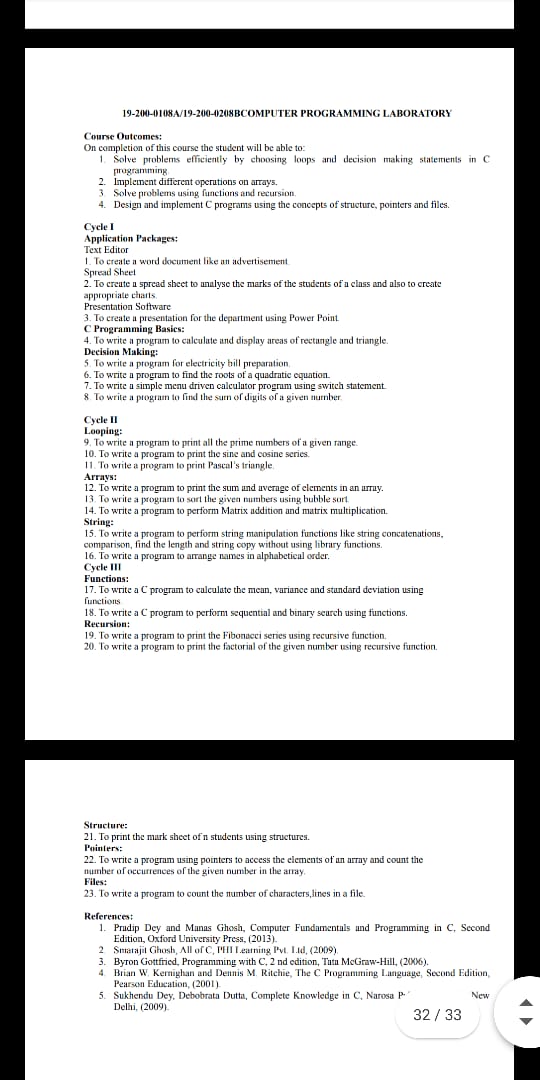 19-200-0108A/19-200-0208BCOMPUTER PROGRAMMING LABORATORY
Course Outcomes:
On completion of this course the student will be able to:
1. Solve problems efficiently by choosing loops and decision making statements in C
programming.
2. Implement different operations on arrays.
3. Solve problems using functions and recursion.
4. Design and implement C programs using the concepts of structure, pointers and files.
Cycle I
Application Packages:
Text Editor
1. To create a word document like an advertisement.
Spread Sheet
2. To create a spread sheet to analyse the marks of the students of a class and also to create
appropriate charts.
Presentation Software
3. To create a presentation for the department using Power Point.
C Programming Basics:
4. To write a program to calculate and display areas of rectangle and triangle.
Decision Making:
5. To write a program for electricity bill preparation.
6. To write a program to find the roots of a quadratic equation.
7. To write a simple menu driven calculator program using switch statement.
8. To write a program to find the sum of digits of a given number.
Cycle II
Looping:
9. To write a program to print all the prime numbers of a given range.
10. To write a program to print the sine and cosine series.
11. To write a program to print Pascal's triangle.
Arrays:
12. To write a program to print the sum and average of elements in an array.
13. To write a program to sort the given numbers using bubble sort.
14. To write a program to perform Matrix addition and matrix multiplication.
String:
15. To write a program to perform string manipulation functions like string concatenations,
comparison, find the length and string copy without using library functions.
16. To write a program to arrange names in alphabetical order.
Cycle III
Functions:
17. To write a C program to calculate the mean, variance and standard deviation using
functions
18. To write a C program to perform sequential and binary search using functions.
Recursion:
19. To write a program to print the Fibonacci series using recursive function.
20. To write a program to print the factorial of the given number using recursive function.
Structure:
21. To print the mark sheet of n students using structures.
Pointers:
22. To write a program using pointers to access the elements of an array and count the
number of occurrences of the given number in the array.
Files:
23. To write a program to count the number of characters,lines in a file.
References:
1. Pradip Dey and Manas Ghosh, Computer Fundamentals and Programming in C, Second
Edition, Oxford University Press, (2013).
2. Smarajit Ghosh, All of C, PHI Learning Pvt. Ltd, (2009).
3. Byron Gottfried, Programming with C, 2 nd edition, Tata McGraw-Hill, (2006).
4. Brian W. Kernighan and Dennis M. Ritchie, The C Programming Language, Second Edition,
Pearson Education, (2001).
5. Sukhendu Dey, Debobrata Dutta, Complete Knowledge in C, Narosa New
Delhi, (2009).
32 / 33